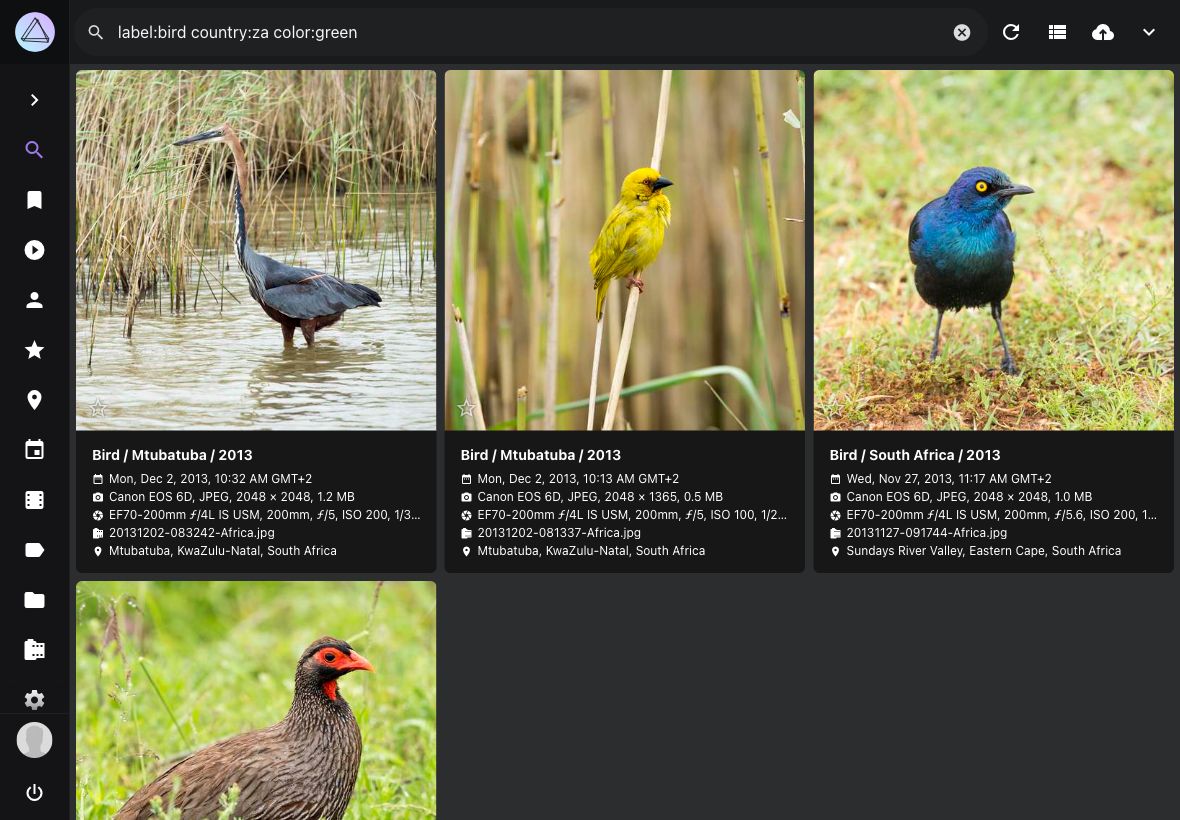 label:bird country:za color:green
Bird / Mtubatuba / 2013
Mon, Dec 2, 2013, 10:32 AM GMT+2
Canon EOS 6D, JPEG, 2048 × 2048, 1.2 MB
EF70-200mm ƒ/4L IS USM, 200mm, ƒ/5, ISO 200, 1/3...
20131202-083242-Africa.jpg
Mtubatuba, KwaZulu-Natal, South Africa
Bird / Mtubatuba / 2013
Mon, Dec 2, 2013, 10:13 AM GMT+2
Canon EOS 6D, JPEG, 2048 × 1365, 0.5 MB
EF70-200mm ƒ/4L IS USM, 200mm, ƒ/5, ISO 100, 1/2...
20131202-081337-Africa.jpg
Mtubatuba, KwaZulu-Natal, South Africa
Bird / South Africa / 2013
Wed, Nov 27, 2013, 11:17 AM GMT+2
Canon EOS 6D, JPEG, 2048 × 2048, 1.0 MB
EF70-200mm ƒ/4L IS USM, 200mm, ƒ/5.6, ISO 200, 1...
20131127-091744-Africa.jpg
Sundays River Valley, Eastern Cape, South Africa